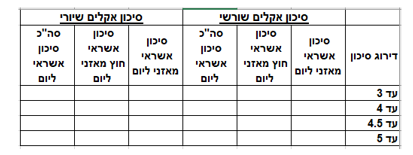 סיכון אקלים שורשי
סיכון אקלים שיורי
דירוג סיכון
סיכון
אשראי
מאזני ליום
סיכון
אשראי
חוץ מאזני
ליום
סה"כ
סיכון
אשראי
ליום
סיכון
אשראי
מאזני ליום
סיכון
אשראי
חוץ מאזני
ליום
סה"כ
סיכון
אשראי
ליום
עד 3
עד 4
עד 4.5
עד 5